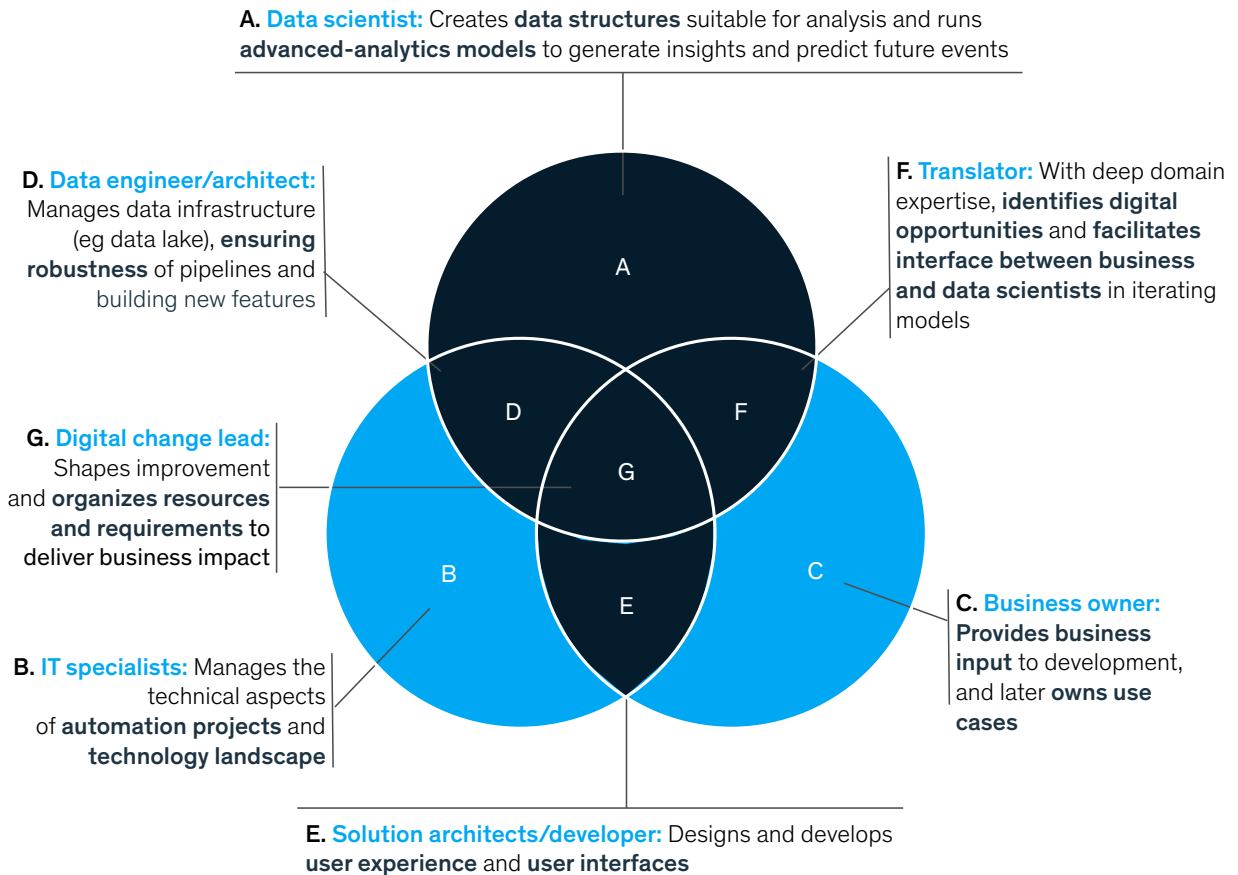 A. Data scientist: Creates data structures suitable for analysis and runs
advanced-analytics models to generate insights and predict future events
D. Data engineer/architect:
Manages data infrastructure
(eg data lake), ensuring
robustness of pipelines and
building new features
F. Translator: With deep domain
expertise, identifies digital
opportunities and facilitates
interface between business
and data scientists in iterating
models
A
D
F
G
B
C
E
G. Digital change lead:
Shapes improvement
and organizes resources
and requirements to
deliver business impact
B. IT specialists: Manages the
technical aspects
of automation projects and
technology landscape
C. Business owner:
Provides business
input to development,
and later owns use
cases
E. Solution architects/developer: Designs and develops
user experience and user interfaces